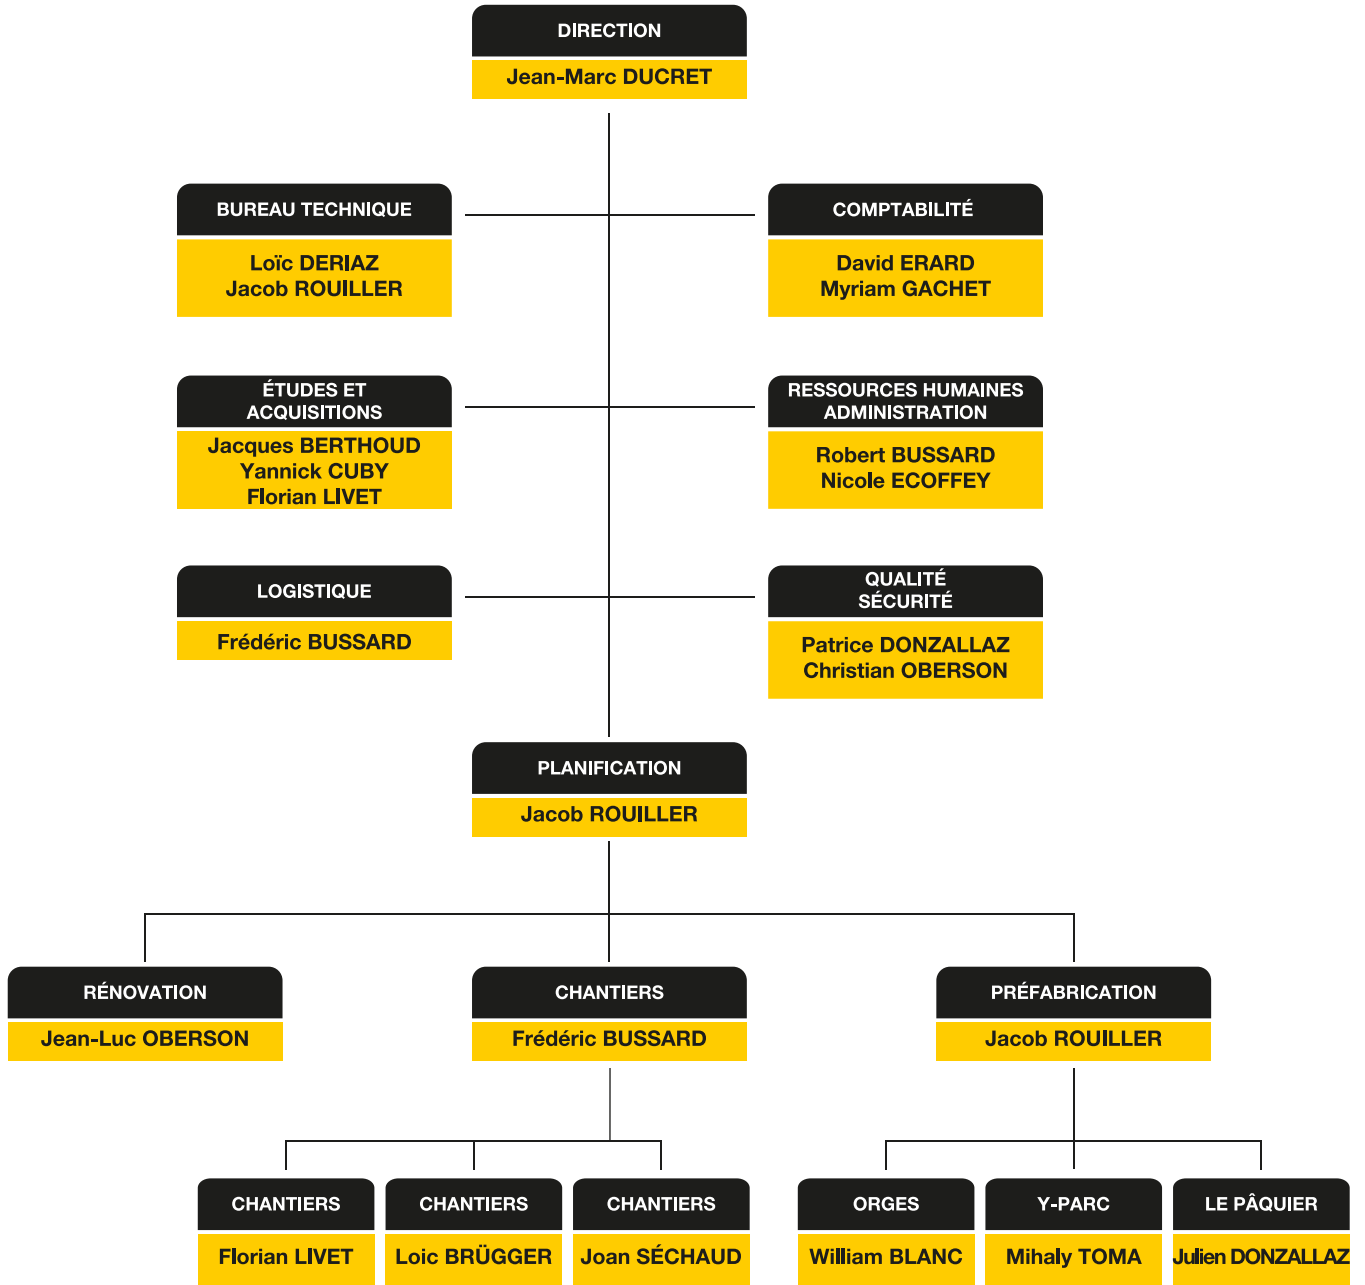 DIRECTION
Jean-Marc DUCRET
BUREAU TECHNIQUE
Loïc DERIAZ
Jacob ROUILLER
COMPTABILITÉ
David ERARD
Myriam GACHET
ÉTUDES ET
ACQUISITIONS
Jacques BERTHOUD
Yannick CUBY
Florian LIVET
RESSOURCES HUMAINES
ADMINISTRATION
Robert BUSSARD
Nicole ECOFFEY
LOGISTIQUE
Frédéric BUSSARD
QUALITÉ
SÉCURITÉ
Patrice DONZALLAZ
Christian OBERSON
PLANIFICATION
Jacob ROUILLER
RÉNOVATION
Jean-Luc OBERSON
CHANTIERS
Frédéric BUSSARD
PRÉFABRICATION
Jacob ROUILLER
CHANTIERS
Florian LIVET
CHANTIERS
Loic BRÜGGER
CHANTIERS
Joan SÉCHAUD
ORGES
William BLANC
Y-PARC
Mihaly TOMA
LE PÂQUIER
Julien DONZALLAZ